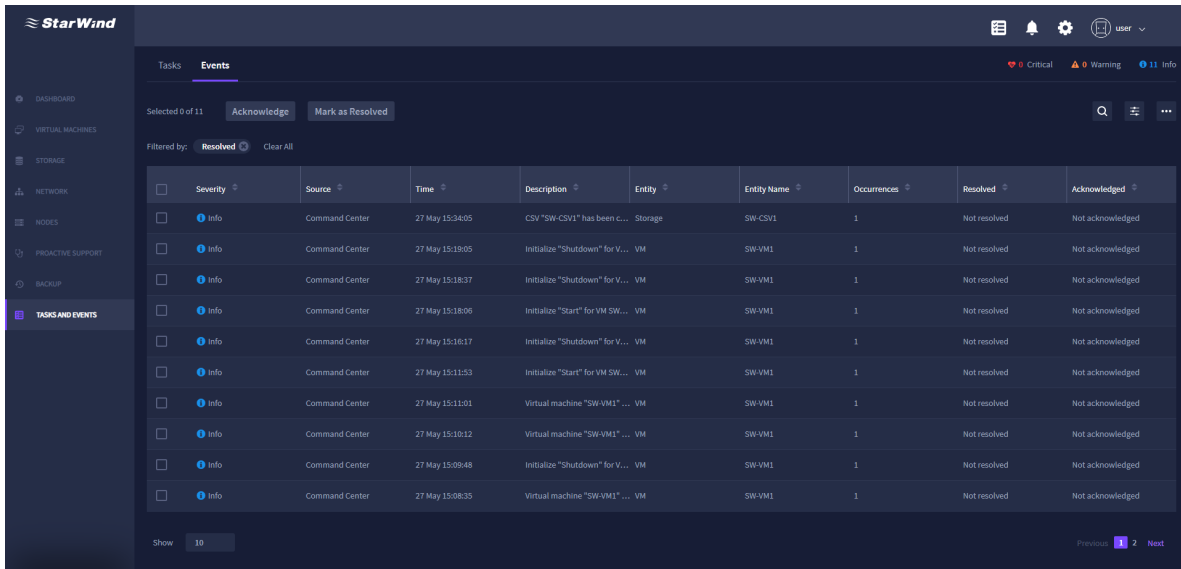 StarWind
user
Tasks Events 0 Critical 0 Warning 11 Info
DASHBOARD
VIRTUAL MACHINES
STORAGE
NETWORK
NODES
PROACTIVE SUPPORT
BACKUP
TASKS AND EVENTS
Selected 0 of 11 Acknowledge Mark as Resolved
Filtered by: Resolved Clear All
Severity Source Time Description Entity Entity Name Occurrences Resolved Acknowledged
Info Command Center 27 May 15:34:05 CSV "SW-CSV1" has been c... Storage SW-CSV1 1 Not resolved Not acknowledged
Info Command Center 27 May 15:19:05 Initialize "Shutdown" for V... VM SW-VM1 1 Not resolved Not acknowledged
Info Command Center 27 May 15:18:37 Initialize "Shutdown" for V... VM SW-VM1 1 Not resolved Not acknowledged
Info Command Center 27 May 15:18:06 Initialize "Start" for VM SW... VM SW-VM1 1 Not resolved Not acknowledged
Info Command Center 27 May 15:16:17 Initialize "Shutdown" for V... VM SW-VM1 1 Not resolved Not acknowledged
Info Command Center 27 May 15:11:53 Initialize "Start" for VM SW... VM SW-VM1 1 Not resolved Not acknowledged
Info Command Center 27 May 15:11:01 Virtual machine "SW-VM1" ... VM SW-VM1 1 Not resolved Not acknowledged
Info Command Center 27 May 15:10:12 Virtual machine "SW-VM1" ... VM SW-VM1 1 Not resolved Not acknowledged
Info Command Center 27 May 15:09:48 Initialize "Shutdown" for V... VM SW-VM1 1 Not resolved Not acknowledged
Info Command Center 27 May 15:08:35 Virtual machine "SW-VM1" ... VM SW-VM1 1 Not resolved Not acknowledged
Show 10 Previous 1 2 Next